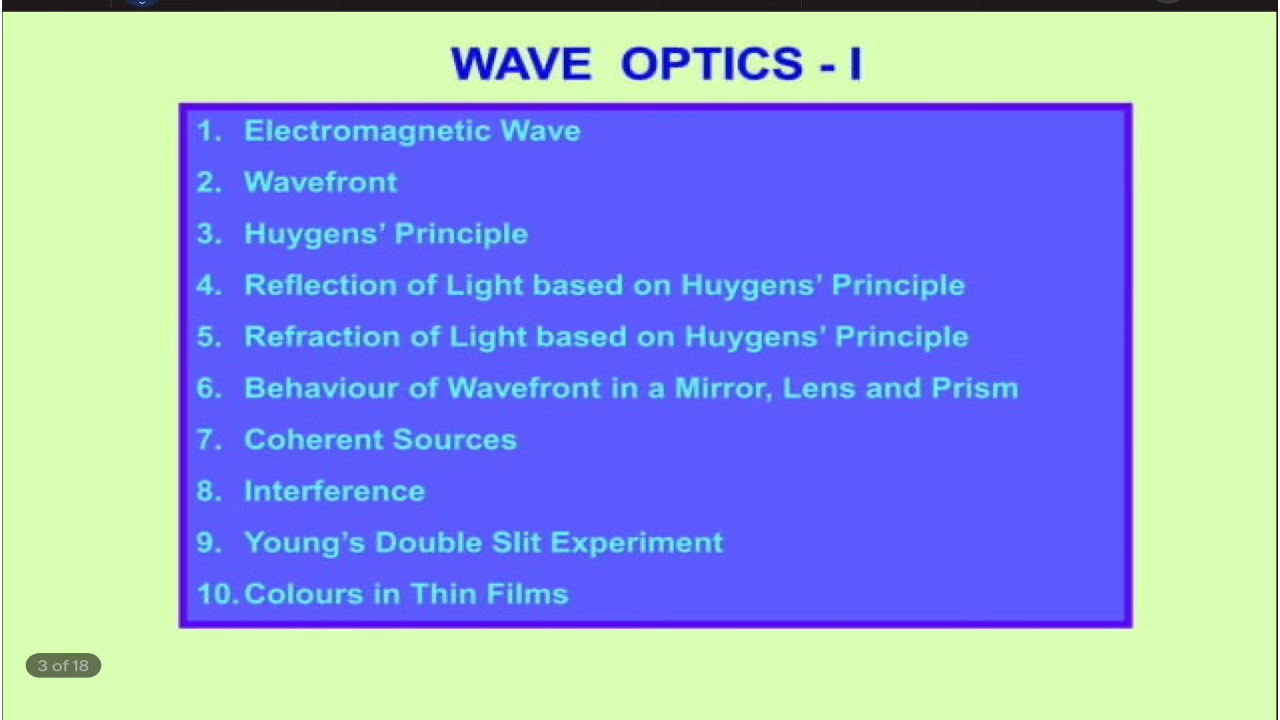 WAVE OPTICS - I
1. Electromagnetic Wave
2. Wavefront
3. Huygens’ Principle
4. Reflection of Light based on Huygens’ Principle
5. Refraction of Light based on Huygens’ Principle
6. Behaviour of Wavefront in a Mirror, Lens and Prism
7. Coherent Sources
8. Interference
9. Young’s Double Slit Experiment
10. Colours in Thin Films
3 of 18